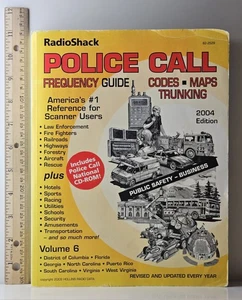 RadioShack
POLICE CALL
FREQUENCY GUIDE
CODES ▪ MAPS
TRUNKING
America's #1
Reference for
Scanner Users
2004
Edition
• Law Enforcement
• Fire Fighters
• Railroads
• Highways
• Forestry
• Aircraft
• Rescue
plus
• Hotels
• Sports
• Racing
• Utilities
• Schools
• Security
• Amusements
• Transportation
- and so much more!
Includes
Police Call
National
CD-ROM!
PUBLIC SAFETY - BUSINESS
Volume 6
District of Columbia • Florida
Georgia • North Carolina • Puerto Rico
South Carolina • Virginia • West Virginia
REVISED AND UPDATED EVERY YEAR